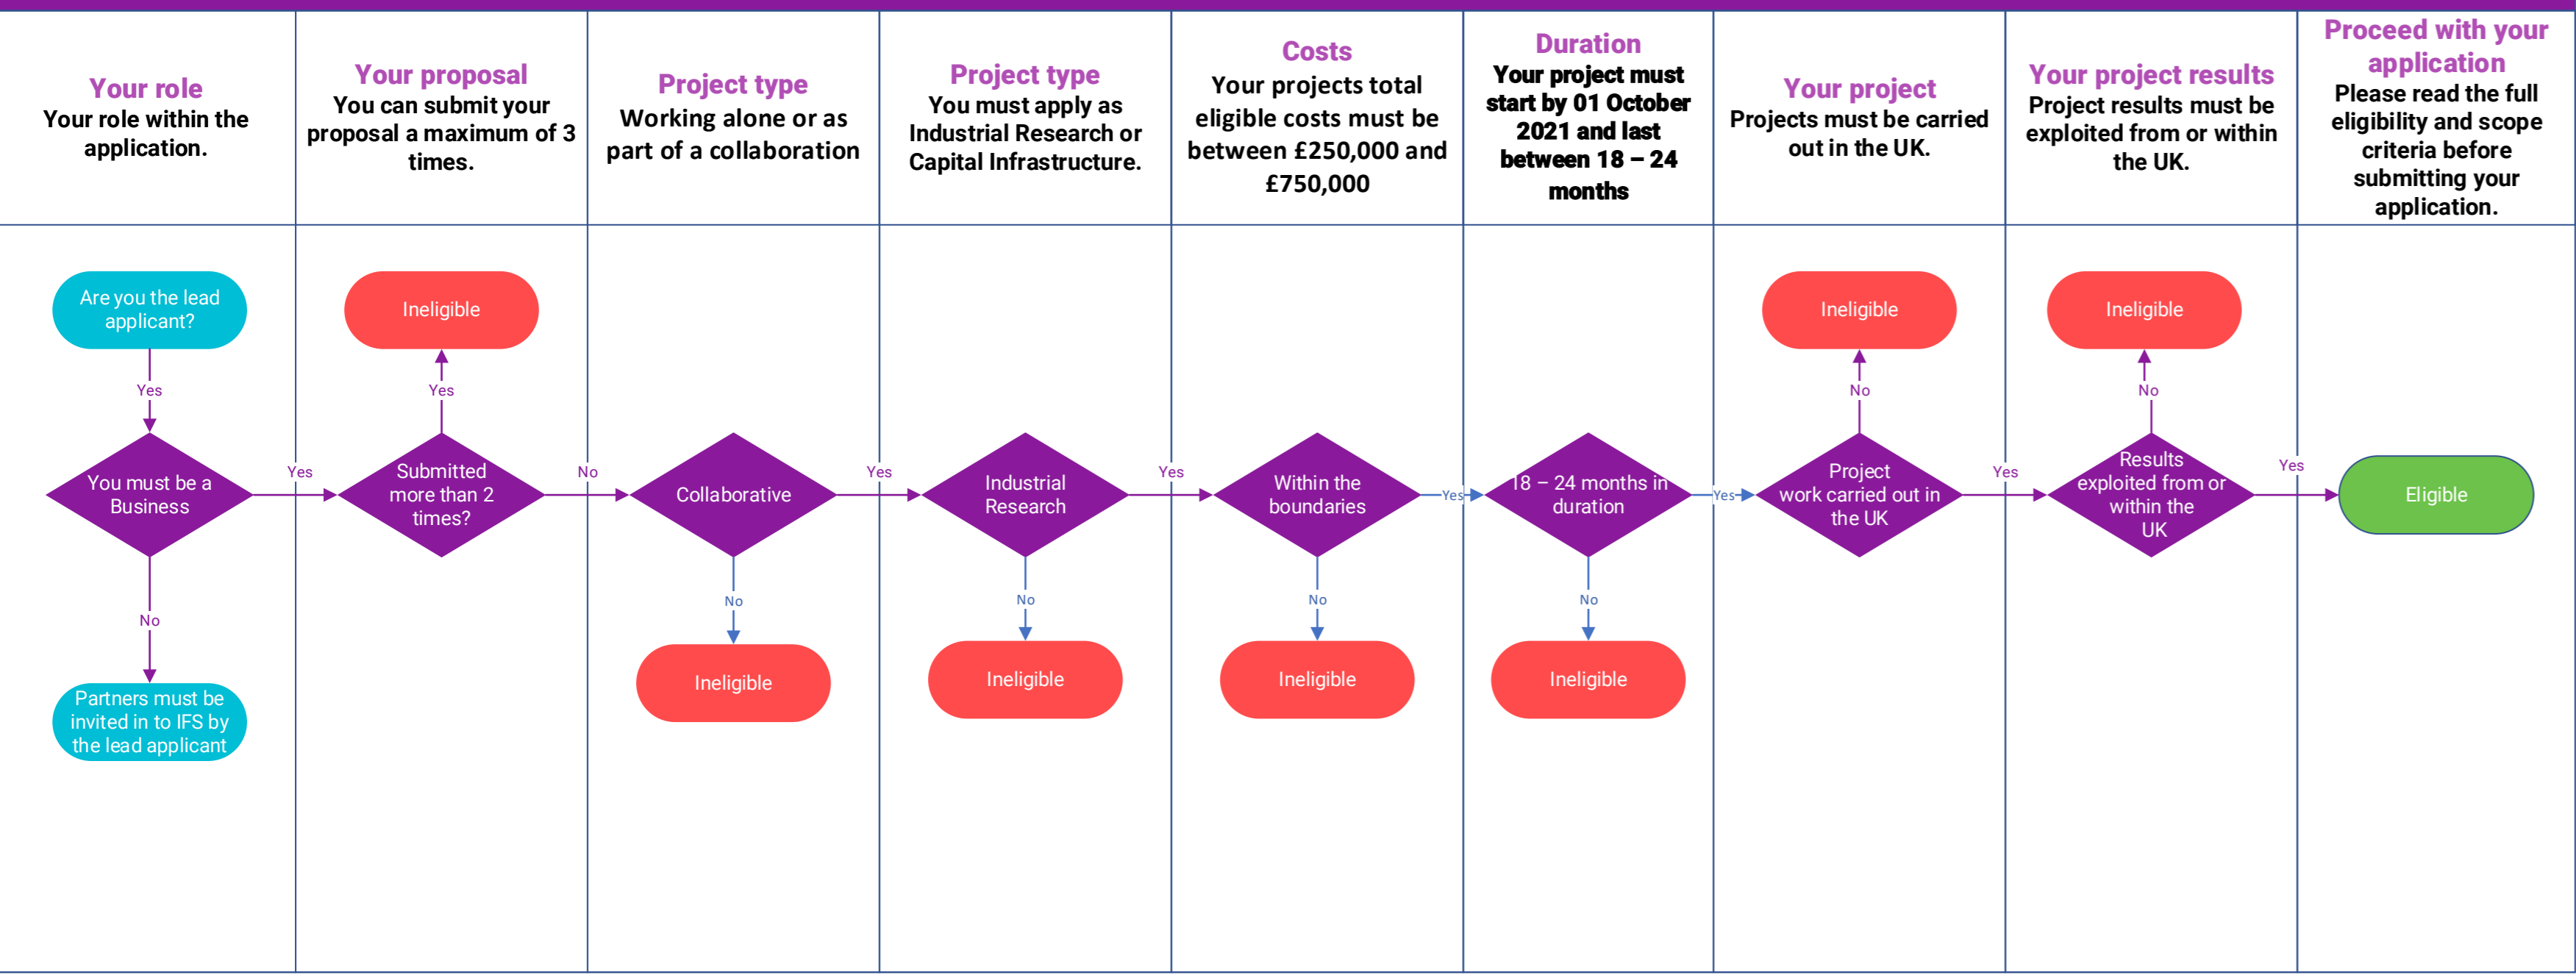 Your role
Your role within the
application.
Your proposal
You can submit your
proposal a maximum of 3
times.
Project type
Working alone or as
part of a collaboration
Project type
You must apply as
Industrial Research or
Capital Infrastructure.
Costs
Your projects total
eligible costs must be
between £250,000 and
£750,000
Duration
Your project must
start by 01 October
2021 and last
between 18 – 24
months
Your project
Projects must be carried
out in the UK.
Your project results
Project results must be
exploited from or within
the UK.
Proceed with your
application
Please read the full
eligibility and scope
criteria before
submitting your
application.
Are you the lead
applicant?
Yes
You must be a
Business
No
Partners must be
invited in to IFS by
the lead applicant
Yes
Ineligible
Yes
Submitted
more than 2
times?
No
Collaborative
No
Ineligible
Yes
Industrial
Research
No
Ineligible
Yes
Within the
boundaries
No
Ineligible
Yes
18 – 24 months in
duration
No
Ineligible
Yes
Ineligible
No
Project
work carried out in
the UK
Yes
Ineligible
No
Results
exploited from or
within the
UK
Yes
Eligible